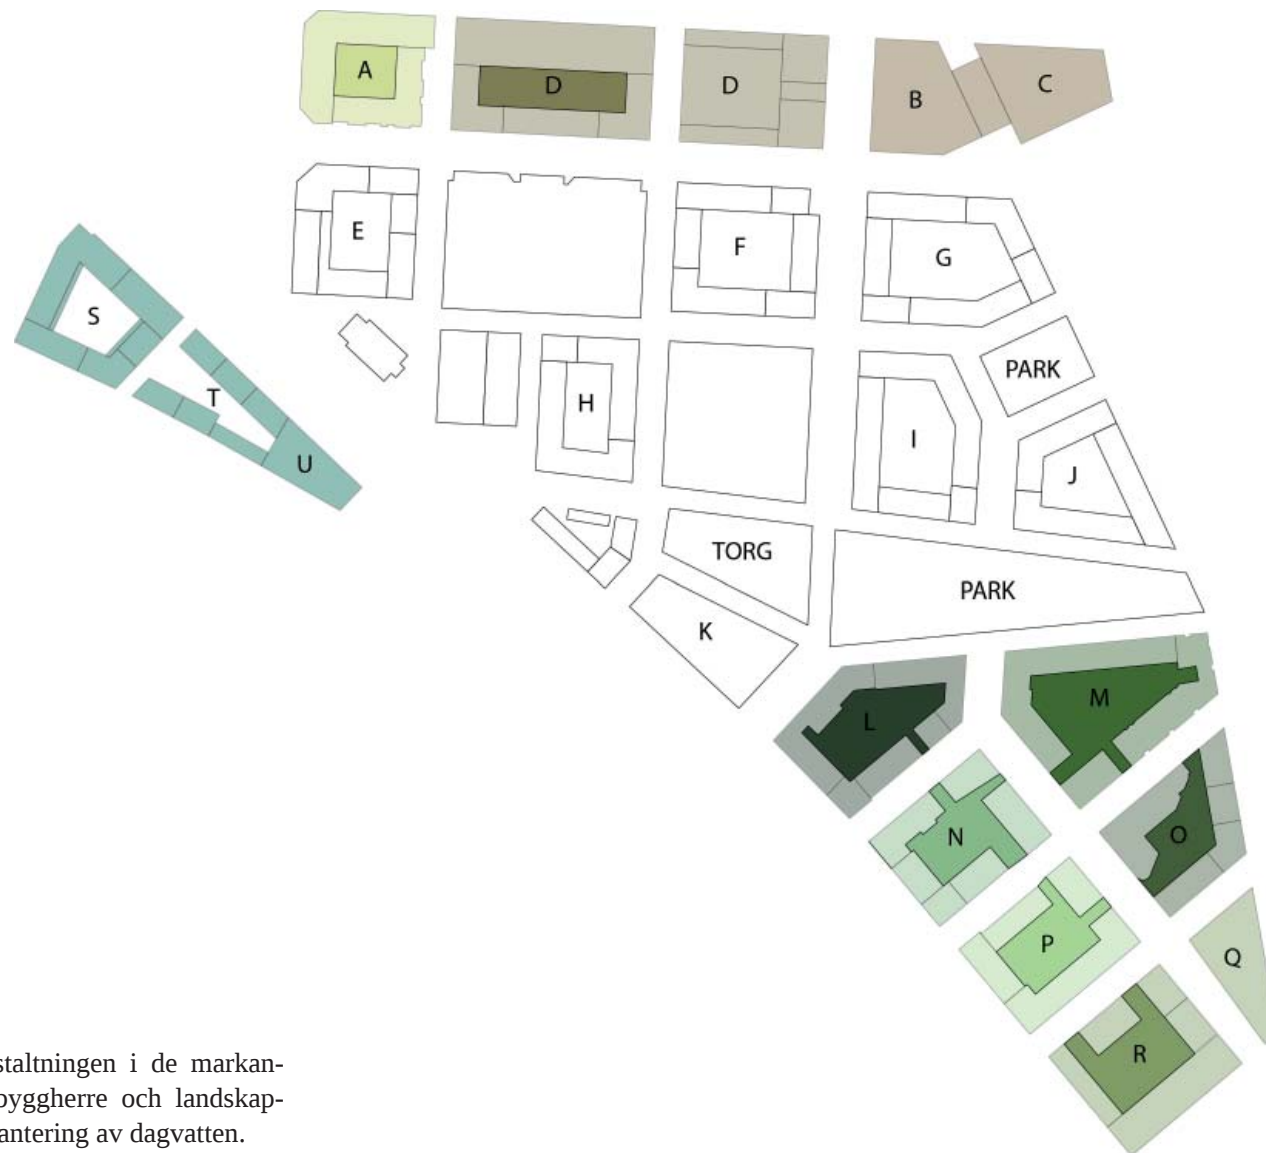 A
D
D
B
C
E
F
G
S
T
U
H
PARK
I
J
TORG
PARK
K
L
M
N
O
P
Q
R
staltningen i de markan-
byggherre och landskap-
antering av dagvatten.